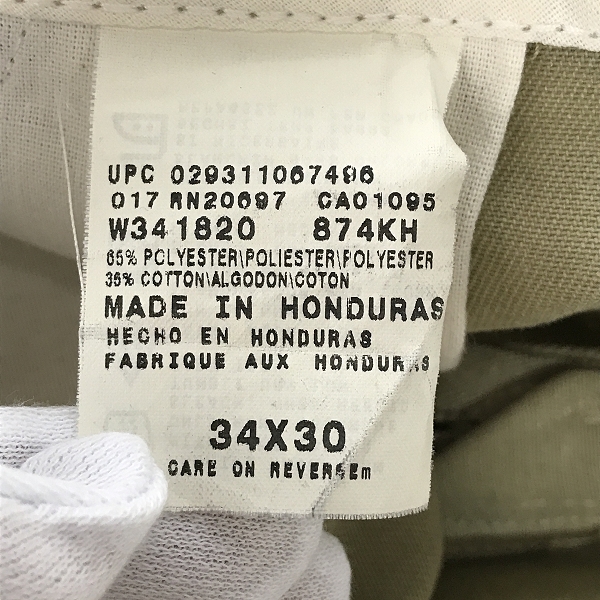 UPC 029311067496
017 RN20697 CA01095
W341820 874KH
65% POLYESTER\POLIESTER\POLYESTER
35% COTTON\ALGODON\COTON
MADE IN HONDURAS
HECHO EN HONDURAS
FABRIQUE AUX HONDURAS
34X30
CARE ON REVERSEm